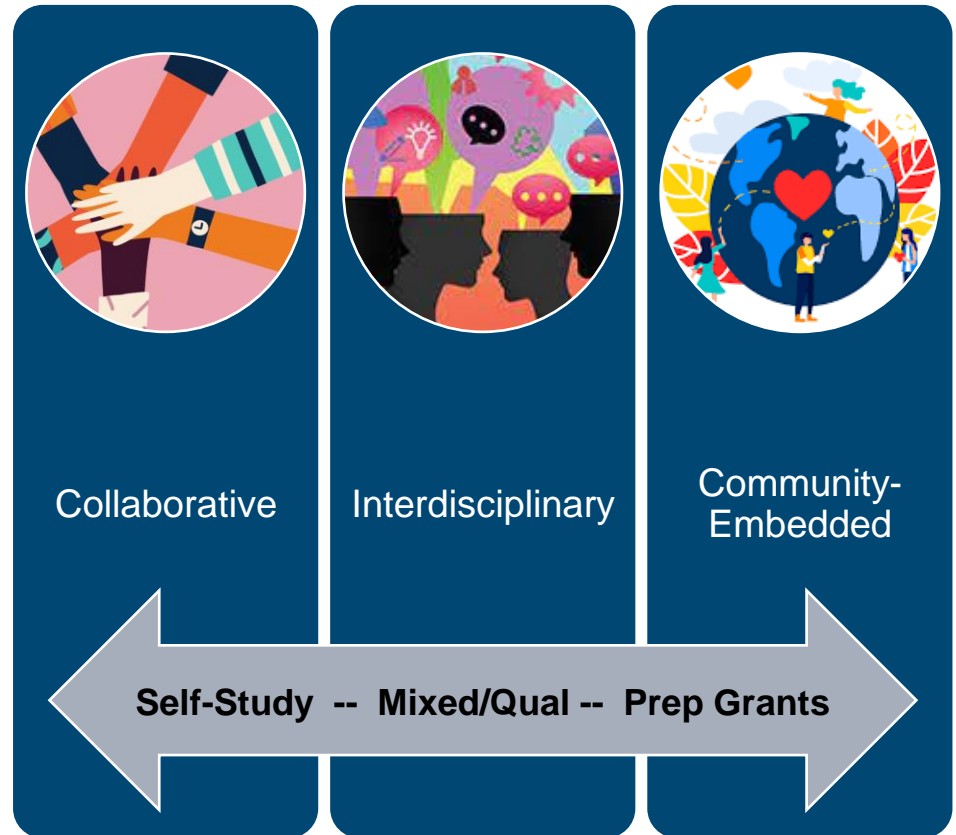 Collaborative
Interdisciplinary
Community-
Embedded
Self-Study -- Mixed/Qual -- Prep Grants